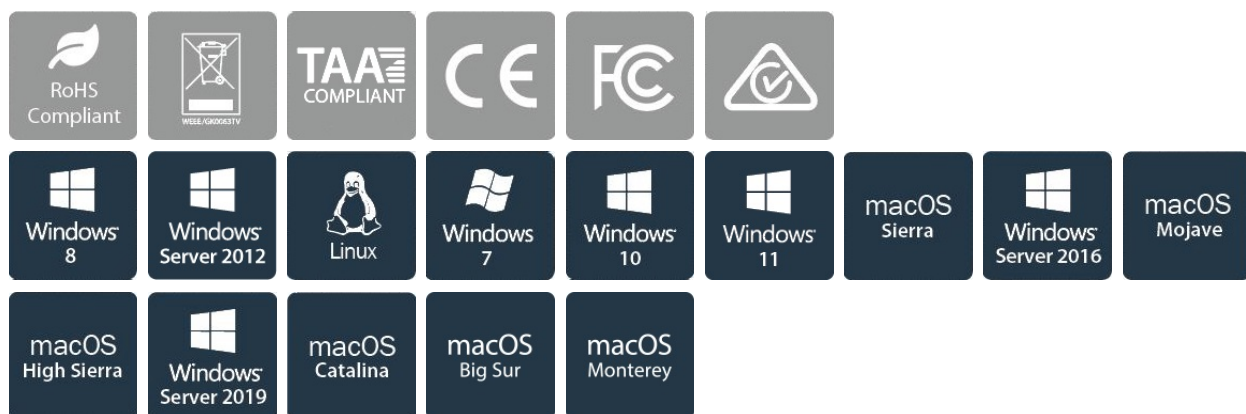 RoHS
Compliant
WEEE/GK0063TV
TAA
COMPLIANT
CE
FC
Windows
8
Windows
Server 2012
Linux
Windows
7
Windows
10
Windows
11
macOS
Sierra
Windows
Server 2016
macOS
Mojave
macOS
High Sierra
Windows
Server 2019
macOS
Catalina
macOS
Big Sur
macOS
Monterey